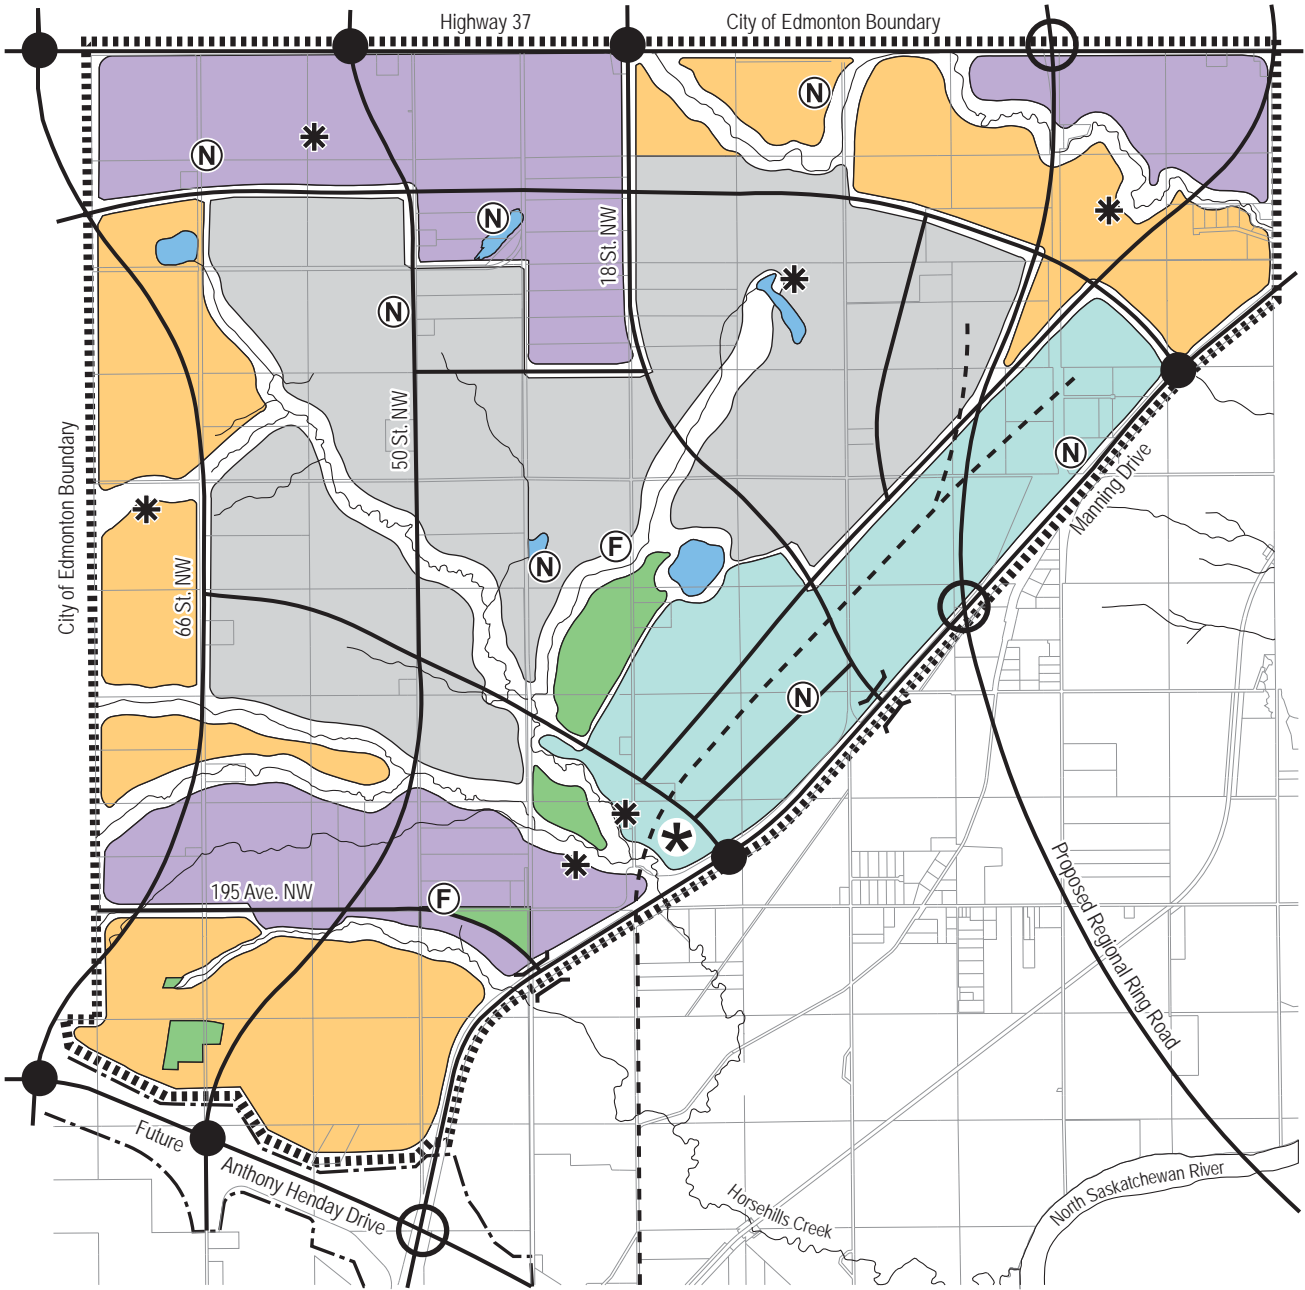 Highway 37
City of Edmonton Boundary
N
N
N
18 St. NW
N
50 St. NW
City of Edmonton Boundary
N
Manning Drive
F
N
66 St. NW
N
195 Ave. NW
F
Proposed Regional Ring Road
Future
Anthony Henday Drive
Horsehills Creek
North Saskatchewan River